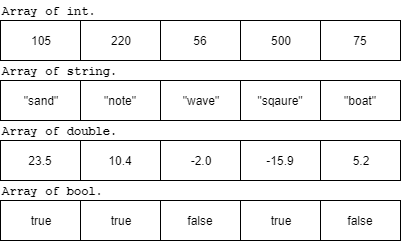 Array of int.
105 220 56 500 75
Array of string.
"sand" "note" "wave" "sqaure" "boat"
Array of double.
23.5 10.4 -2.0 -15.9 5.2
Array of bool.
true true false true false